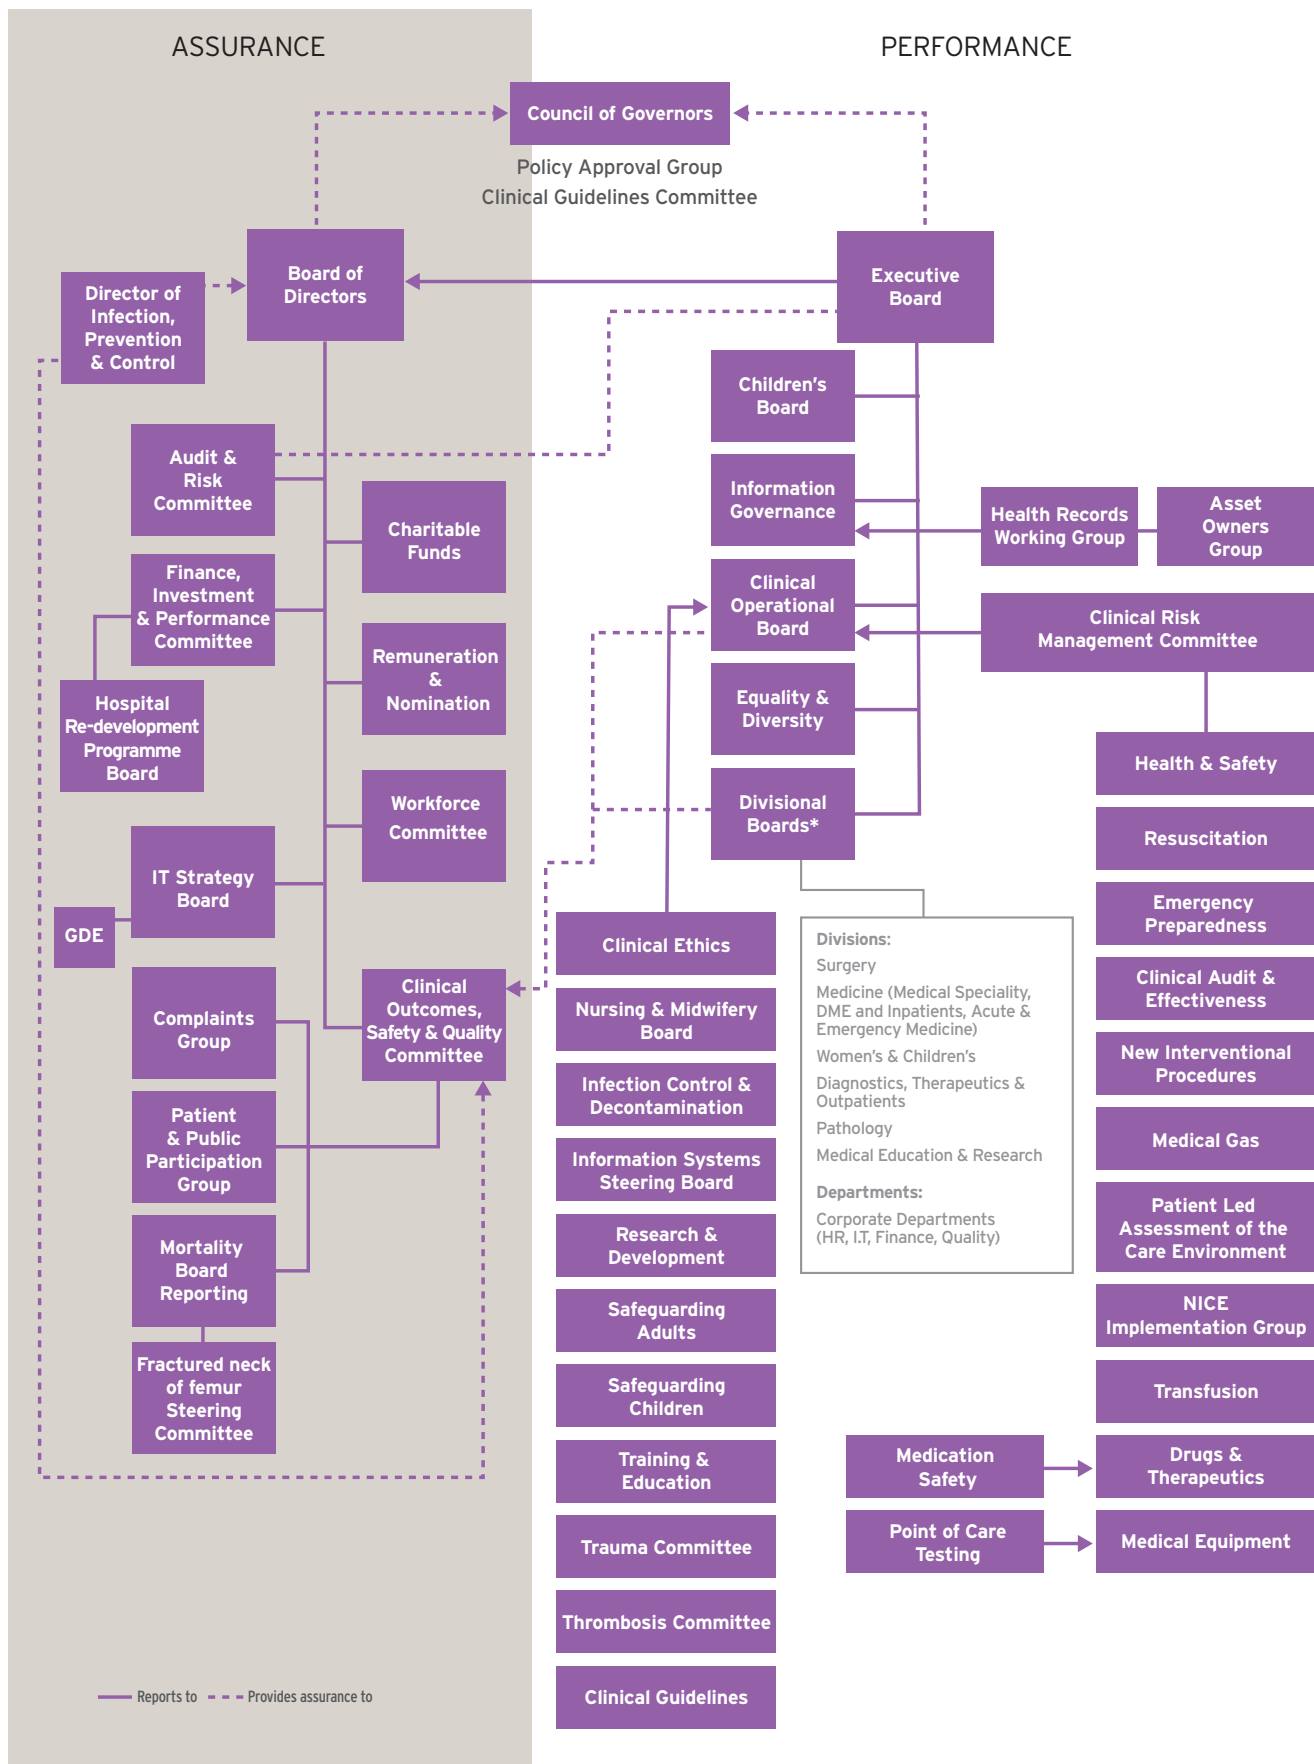 ASSURANCE
PERFORMANCE
Council of Governors
Policy Approval Group
Clinical Guidelines Committee
Board of
Directors
Executive
Board
Director of
Infection,
Prevention
& Control
Children's
Board
Audit &
Risk
Committee
Information
Governance
Charitable
Funds
Health Records
Working Group
Asset
Owners
Group
Finance,
Investment
& Performance
Committee
Clinical
Operational
Board
Clinical Risk
Management Committee
Remuneration
&
Nomination
Hospital
Re-development
Programme
Board
Equality &
Diversity
Health & Safety
Workforce
Committee
Divisional
Boards*
Resuscitation
IT Strategy
Board
GDE
Emergency
Preparedness
Clinical Ethics
Divisions:
Surgery
Medicine (Medical Speciality,
DME and Inpatients, Acute &
Emergency Medicine)
Women's & Children's
Diagnostics, Therapeutics &
Outpatients
Pathology
Medical Education & Research
Departments:
Corporate Departments
(HR, I.T, Finance, Quality)
Clinical
Outcomes,
Safety & Quality
Committee
Clinical Audit &
Effectiveness
Complaints
Group
Nursing & Midwifery
Board
New Interventional
Procedures
Infection Control &
Decontamination
Patient
& Public
Participation
Group
Medical Gas
Information Systems
Steering Board
Patient Led
Assessment of the
Care Environment
Mortality
Board
Reporting
Research &
Development
NICE
Implementation Group
Safeguarding
Adults
Fractured neck
of femur
Steering
Committee
Safeguarding
Children
Transfusion
Training &
Education
Medication
Safety
Drugs &
Therapeutics
Trauma Committee
Point of Care
Testing
Medical Equipment
Thrombosis Committee
Clinical Guidelines
Reports to
Provides assurance to